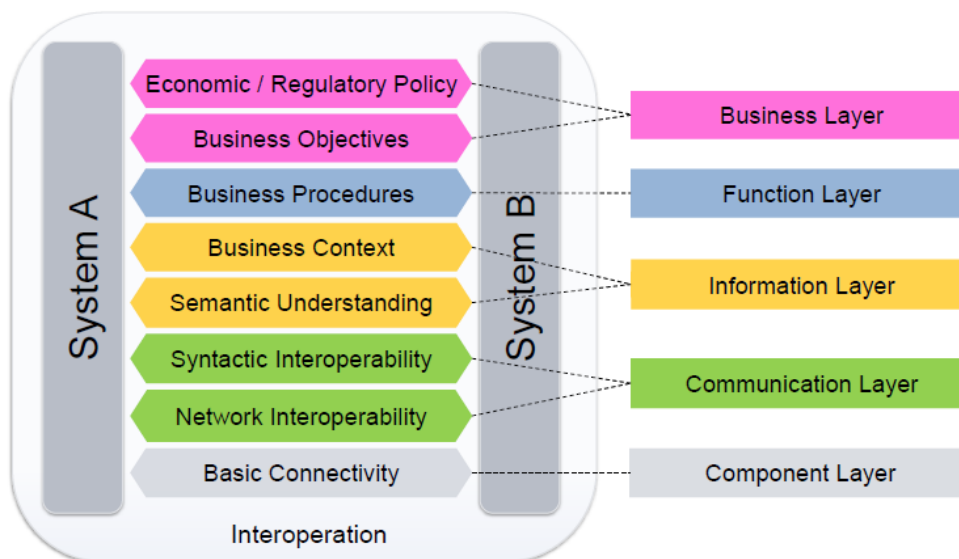 System A
Economic / Regulatory Policy
Business Objectives
Business Procedures
Business Context
Semantic Understanding
Syntactic Interoperability
Network Interoperability
Basic Connectivity
System B
Interoperation
Business Layer
Function Layer
Information Layer
Communication Layer
Component Layer